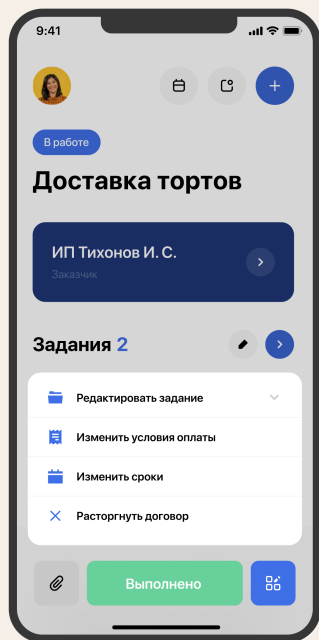 9:41
В работе
Доставка тортов
ИП Тихонов И. С.
Заказчик
Задания 2
Редактировать задание
Изменить условия оплаты
Изменить сроки
Расторгнуть договор
Выполнено